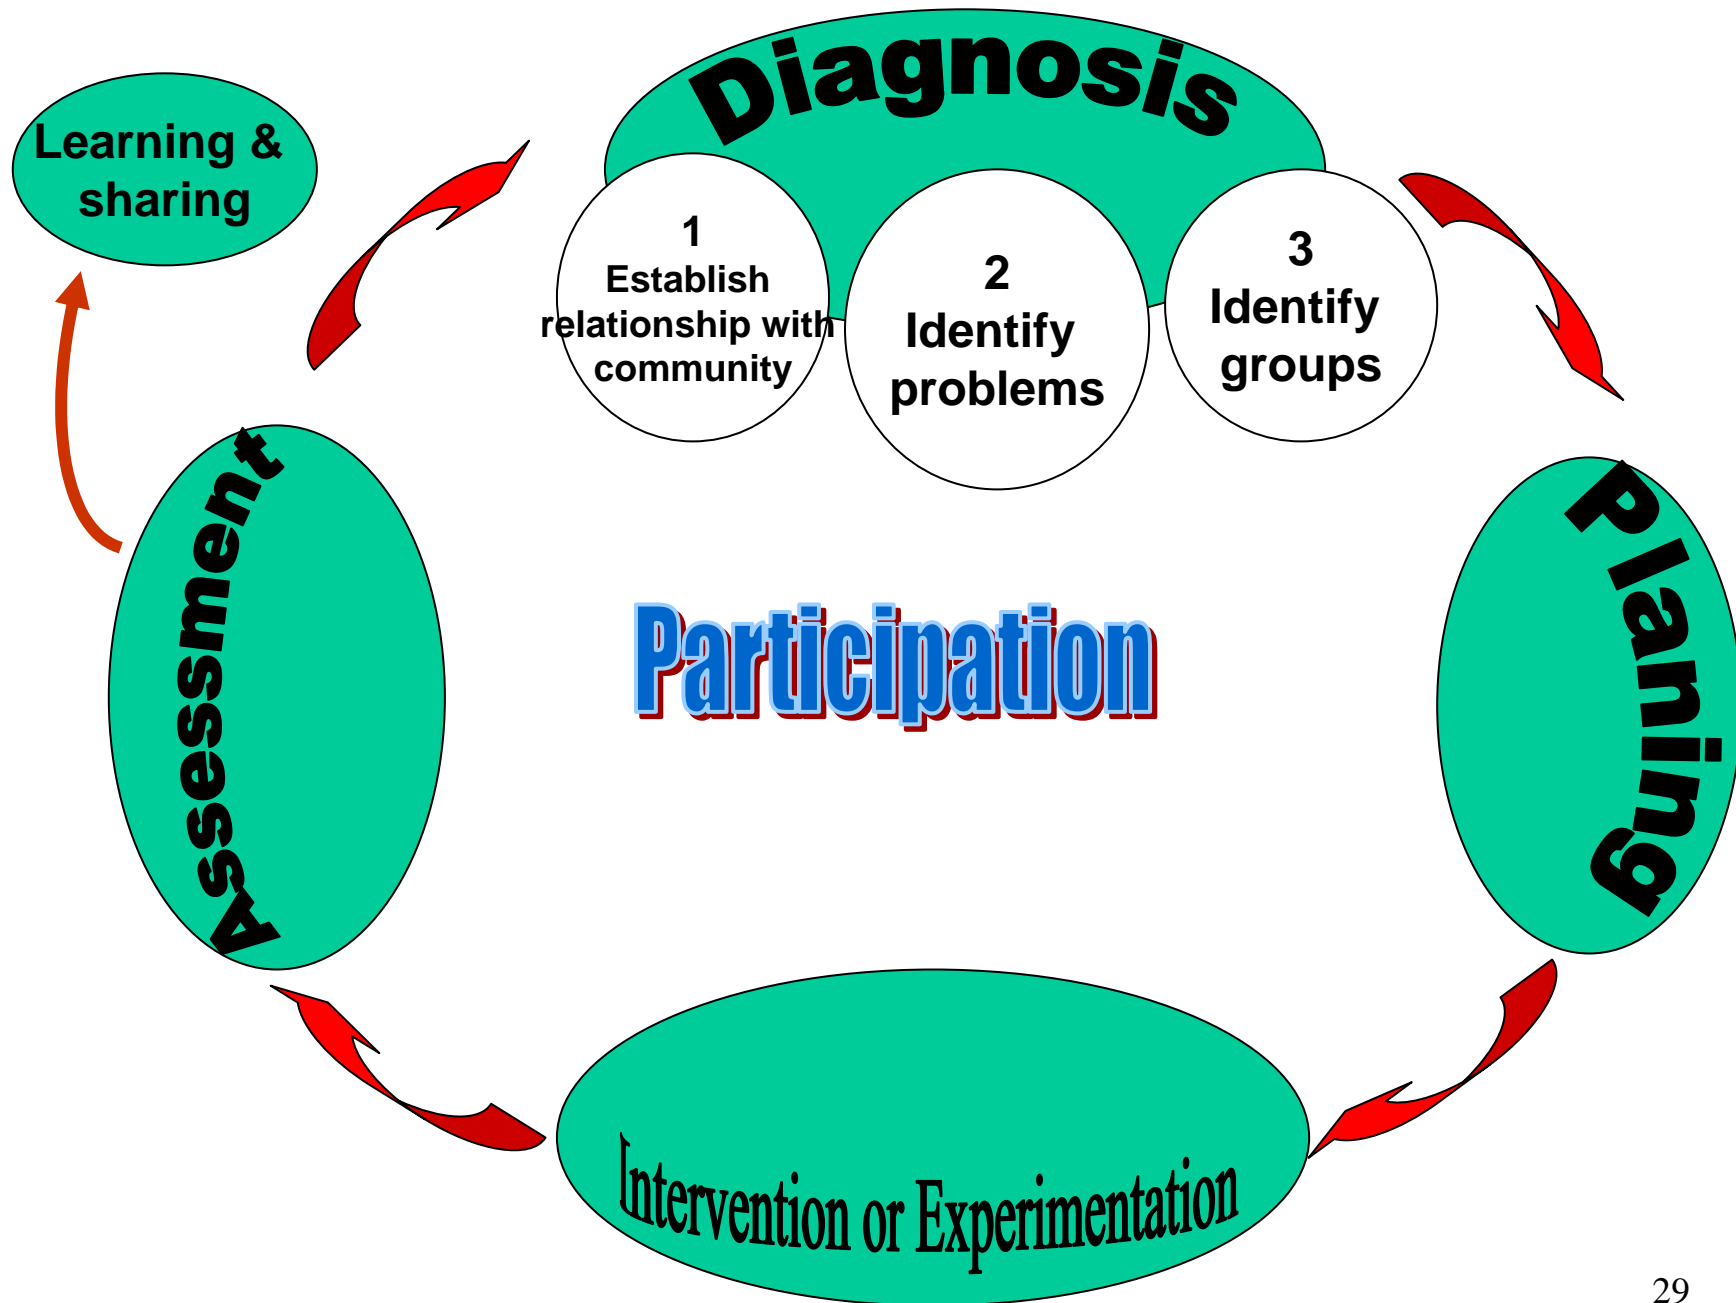 Diagnosis
Learning &
sharing
1
Establish
relationship with
community
2
Identify
problems
3
Identify
groups
Assessment
Planing
Participation
Intervention or Experimentation
29